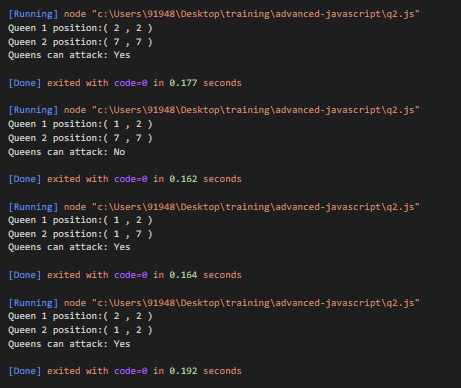 [Running] node "c:\Users\91948\Desktop\training\advanced-javascript\q2.js"
Queen 1 position:( 2 , 2 )
Queen 2 position:( 7 , 7 )
Queens can attack: Yes
[Done] exited with code=0 in 0.177 seconds
[Running] node "c:\Users\91948\Desktop\training\advanced-javascript\q2.js"
Queen 1 position:( 1 , 2 )
Queen 2 position:( 7 , 7 )
Queens can attack: No
[Done] exited with code=0 in 0.162 seconds
[Running] node "c:\Users\91948\Desktop\training\advanced-javascript\q2.js"
Queen 1 position:( 1 , 2 )
Queen 2 position:( 1 , 7 )
Queens can attack: Yes
[Done] exited with code=0 in 0.164 seconds
[Running] node "c:\Users\91948\Desktop\training\advanced-javascript\q2.js"
Queen 1 position:( 2 , 2 )
Queen 2 position:( 1 , 2 )
Queens can attack: Yes
[Done] exited with code=0 in 0.192 seconds